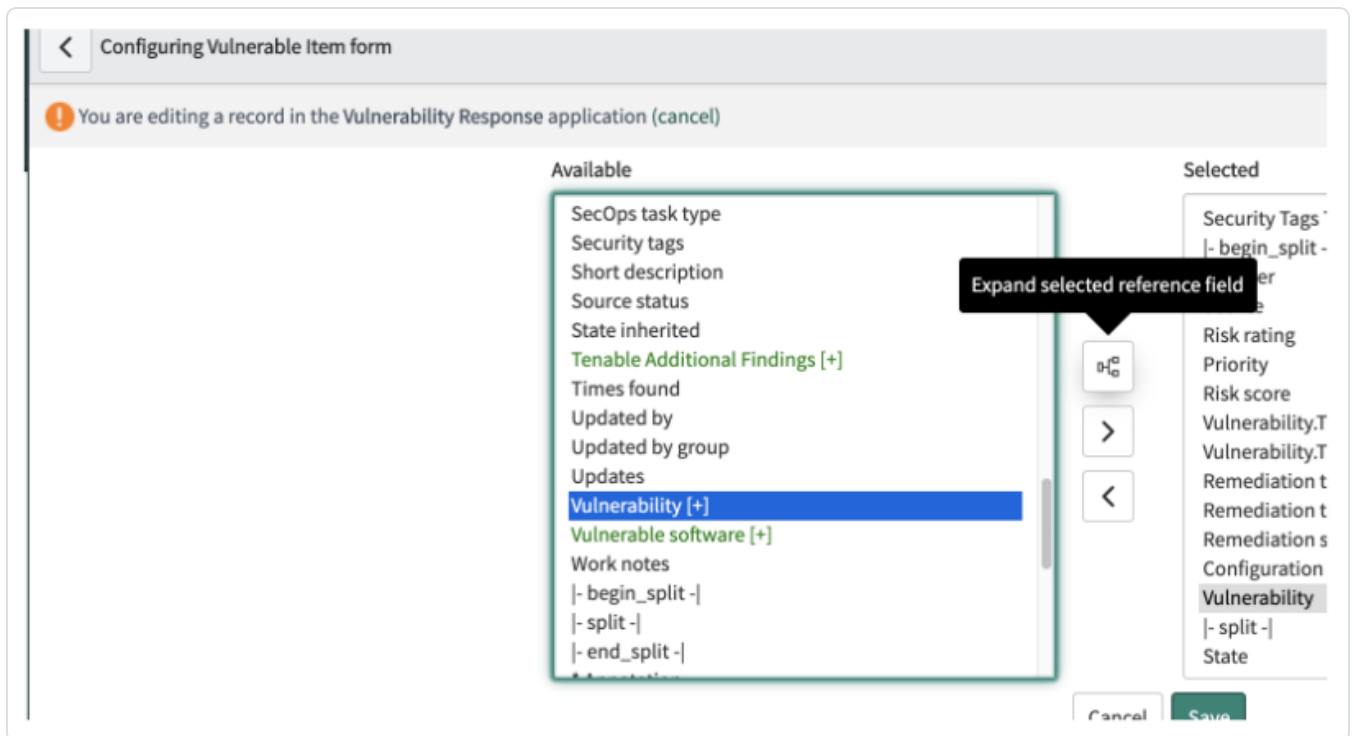 Configuring Vulnerable Item form
You are editing a record in the Vulnerability Response application (cancel)
Available
SecOps task type
Security tags
Short description
Source status
State inherited
Tenable Additional Findings [+]
Times found
Updated by
Updated by group
Updates
Vulnerability [+]
Vulnerable software [+]
Work notes
|- begin_split -|
|- split -|
|- end_split -|
Expand selected reference field
Selected
Security Tags
|- begin_split -
Risk rating
Priority
Risk score
Vulnerability.T
Vulnerability.T
Remediation t
Remediation t
Remediation s
Configuration
Vulnerability
|- split -|
State
Cancel
Save